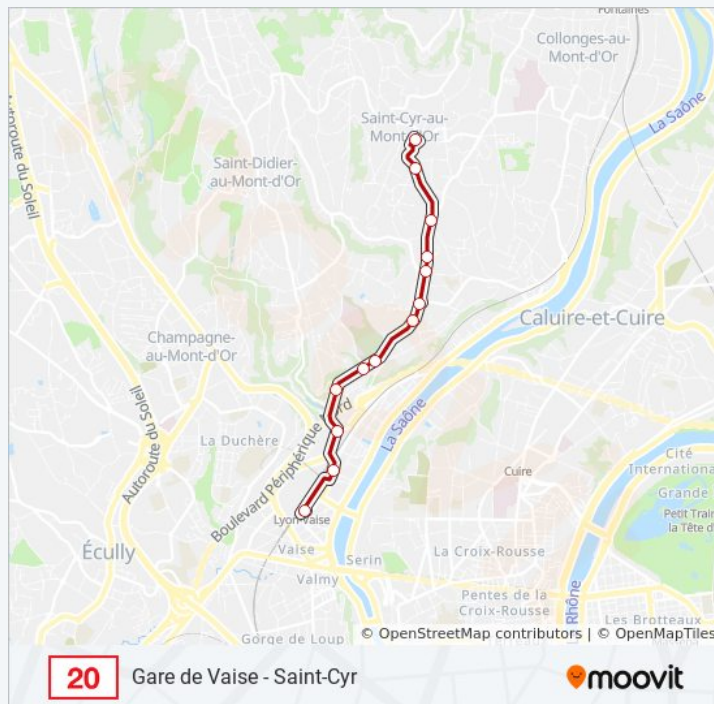 Fontaines
Collonges-au-
Mont-d'Or
Autoroute du Soleil
La Saône
Saint-Cyr-au-
Mont-d'Or
Saint-Didier-
au-Mont-d'Or
Caluire-et-Cuire
Champagne-
au-Mont-d'Or
Autoroute du Soleil
La Duchère
Boulevard Périphérique Nord
La Saône
Cuire
Cité
Internationa
Grande
Petit Train
la Tête d
Lyon-Vaise
Écully
Vaise
Serin
Valmy
La Croix-Rousse
Pentes de la
Croix-Rousse
Le Rhône
Les Brotteaux
Gorge de Loup
© OpenStreetMap contributors | © OpenMapTiles
20
Gare de Vaise - Saint-Cyr
moovit